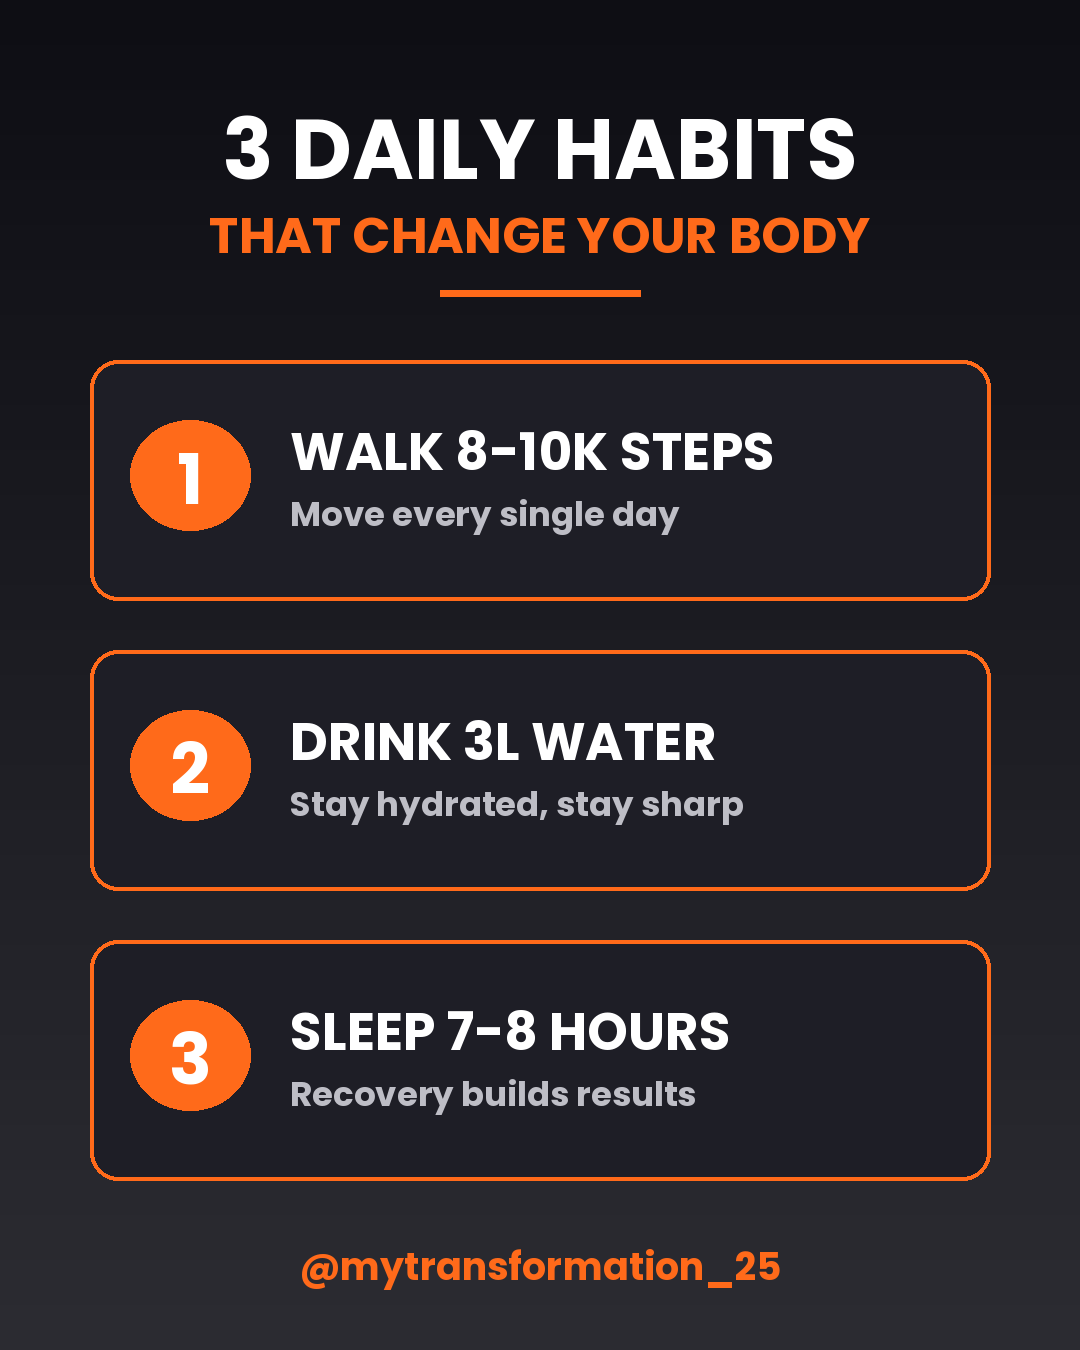 3 DAILY HABITS
THAT CHANGE YOUR BODY
1
WALK 8-10K STEPS
Move every single day
2
DRINK 3L WATER
Stay hydrated, stay sharp
3
SLEEP 7-8 HOURS
Recovery builds results
@mytransformation_25